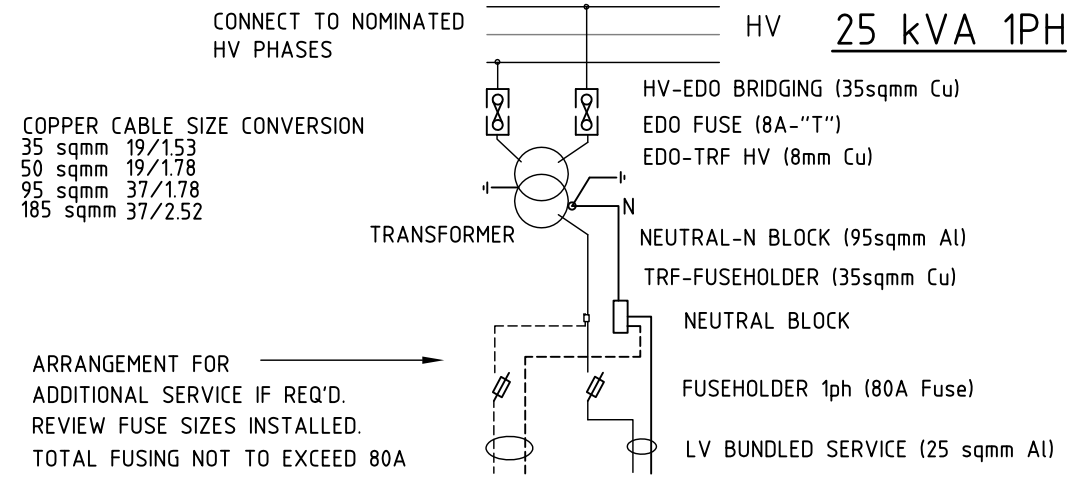 CONNECT TO NOMINATED
HV PHASES
HV
25 kVA 1PH
HV-EDO BRIDGING (35sqmm Cu)
EDO FUSE (8A-"T")
EDO-TRF HV (8mm Cu)
COPPER CABLE SIZE CONVERSION
35 sqmm 19/1.53
50 sqmm 19/1.78
95 sqmm 37/1.78
185 sqmm 37/2.52
N
TRANSFORMER
NEUTRAL-N BLOCK (95sqmm Al)
TRF-FUSEHOLDER (35sqmm Cu)
NEUTRAL BLOCK
ARRANGEMENT FOR
ADDITIONAL SERVICE IF REQ'D.
REVIEW FUSE SIZES INSTALLED.
TOTAL FUSING NOT TO EXCEED 80A
FUSEHOLDER 1ph (80A Fuse)
LV BUNDLED SERVICE (25 sqmm Al)